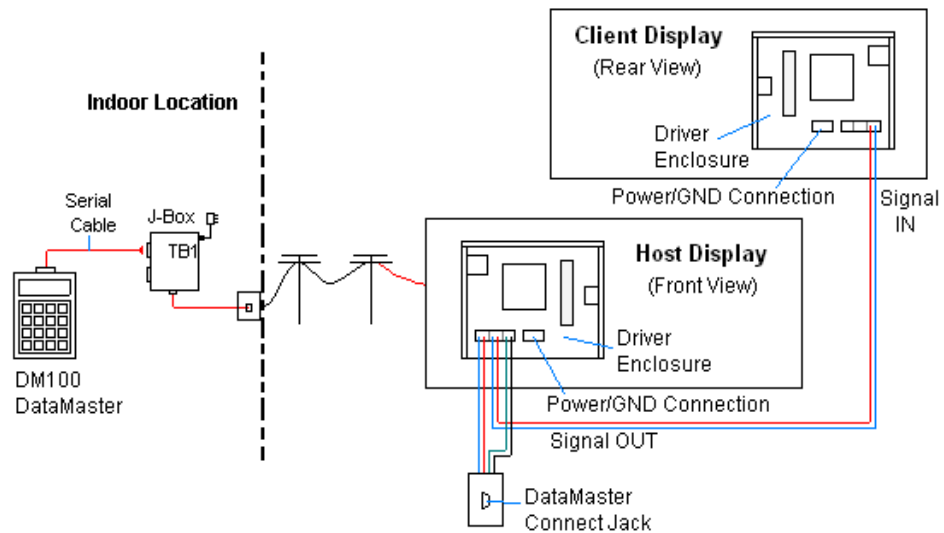 Client Display
(Rear View)
Indoor Location
Driver
Enclosure
Power/GND Connection
Signal
IN
Serial
Cable
J-Box
TB1
Host Display
(Front View)
Driver
Enclosure
DM100
DataMaster
Power/GND Connection
Signal OUT
DataMaster
Connect Jack